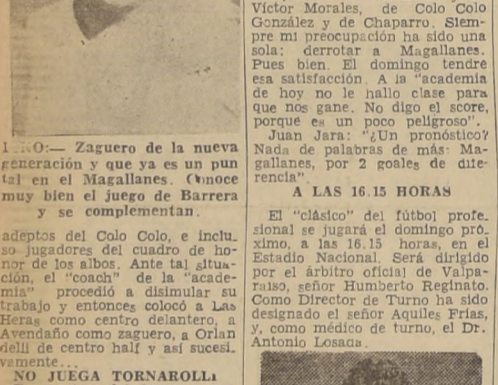 NO:— Zaguero de la nueva
generación y que ya es un pun
tal en el Magallanes. Conoce
muy bien el juego de Barrera
y se complementan.
adeptos del Colo Colo, e inclu_
so jugadores del cuadro de ho-
nor de los albos. Ante tal situa-
ción, el "coach" de la "acade-
mia" procedió a disimular su
trabajo y entonces colocó a Las
Heras como centro delantero, a
Avendaño como zaguero, a Orlan
delli de centro half y así sucesi_
vamente...
NO JUEGA TORNAROLLI
Víctor Morales, de Colo Colo
González y de Chaparro. Siem-
pre mi preocupación ha sido una
sola: derrotar a Magallanes.
Pues bien. El domingo tendré
esa satisfacción. A la "academia
de hoy no le hallo clase para
que nos gane. No digo el score,
porque es un poco peligroso".
Juan Jara: "¿Un pronóstico?
Nada de palabras de más: Ma-
gallanes, por 2 goales de dife-
rencia".
A LAS 16.15 HORAS
El "clásico" del fútbol profe_
sional se jugará el domingo pró_
ximo, a las 16.15 horas, en el
Estadio Nacional. Será dirigido
por el árbitro oficial de Valpa-
raíso, señor Humberto Reginato.
Como Director de Turno ha sido
designado el señor Aquiles Frías,
y, como médico de turno, el Dr.
Antonio Losada.